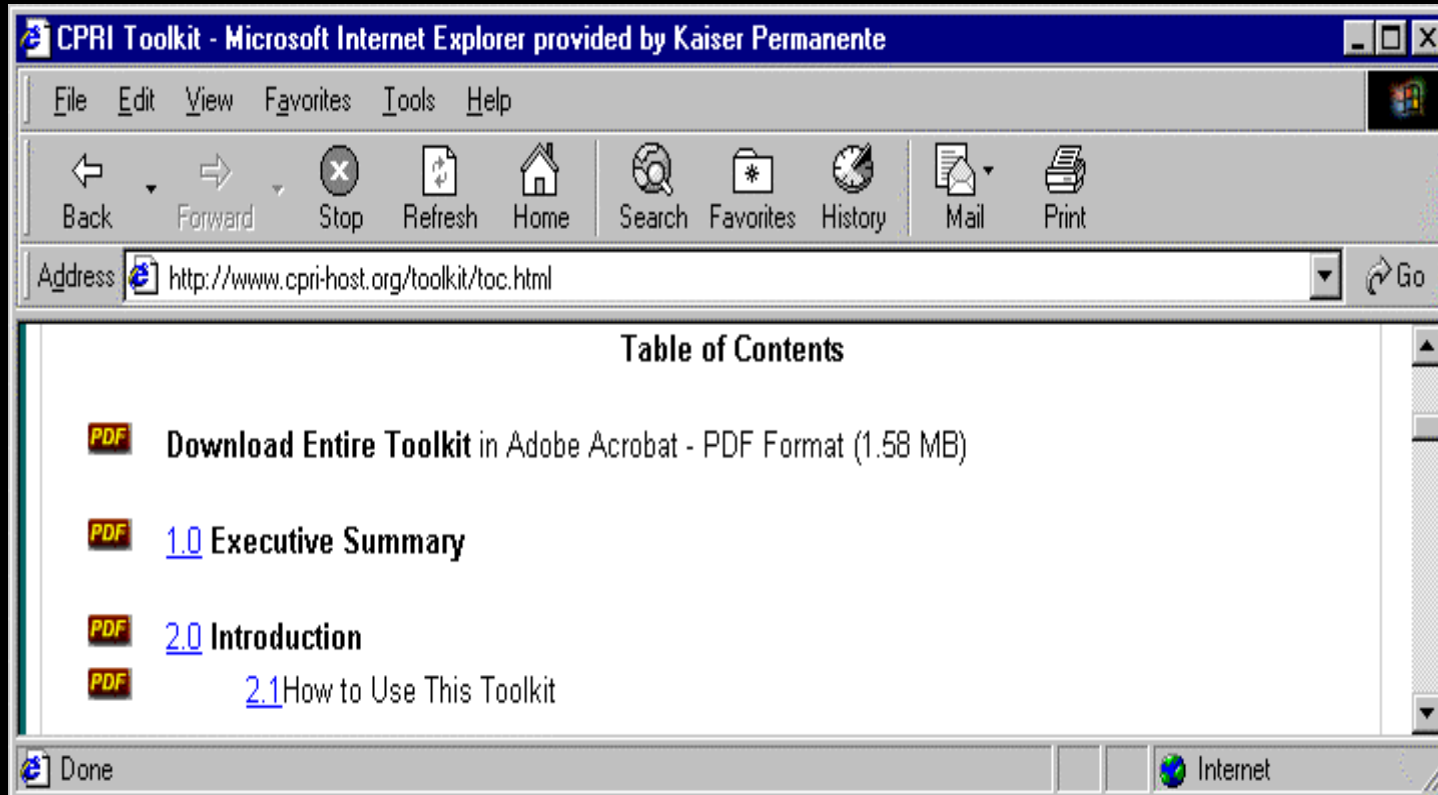 CPRI Toolkit - Microsoft Internet Explorer provided by Kaiser Permanente
File Edit View Favorites Tools Help
Back Forward Stop Refresh Home Search Favorites History Mail Print
Address http://www.cpri-host.org/toolkit/toc.html Go
Table of Contents
PDF Download Entire Toolkit in Adobe Acrobat - PDF Format (1.58 MB)
PDF 1.0 Executive Summary
PDF 2.0 Introduction
PDF 2.1How to Use This Toolkit
Done Internet